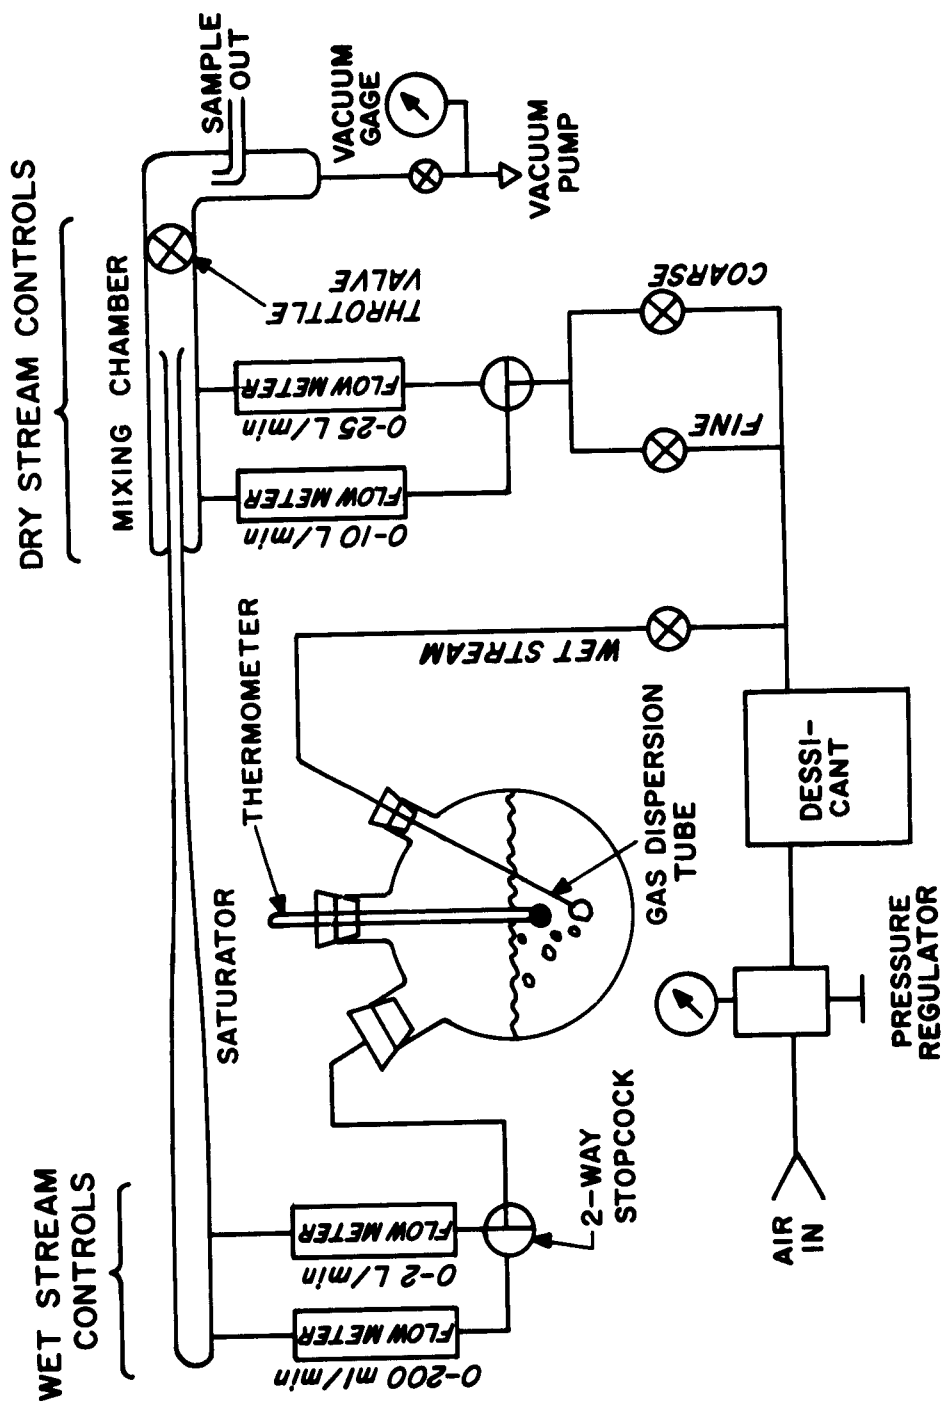 WET STREAM
CONTROLS
DRY STREAM CONTROLS
MIXING CHAMBER
SAMPLE
OUT
THROTTLE
VALVE
VACUUM
GAGE
VACUUM
PUMP
FLOW METER
0-200 ml/min
FLOW METER
0-2 L/min
FLOW METER
0-10 L/min
FLOW METER
0-25 L/min
SATURATOR
THERMOMETER
2-WAY
STOPCOCK
GAS DISPERSION
TUBE
WET STREAM
FINE
COARSE
AIR
IN
PRESSURE
REGULATOR
DESSI-
CANT